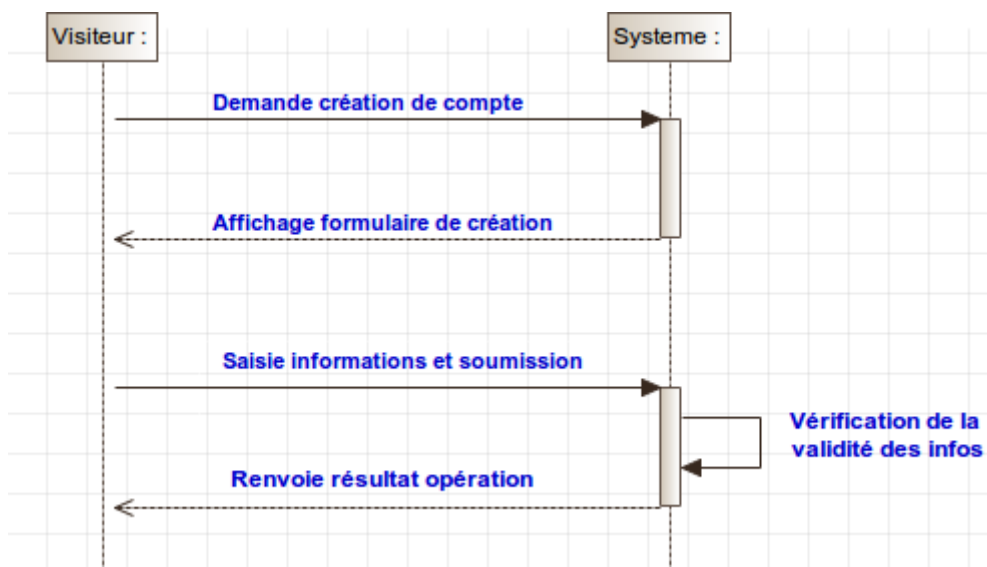 Visiteur :
Systeme :
Demande création de compte
Affichage formulaire de création
Saisie informations et soumission
Vérification de la
validité des infos
Renvoie résultat opération